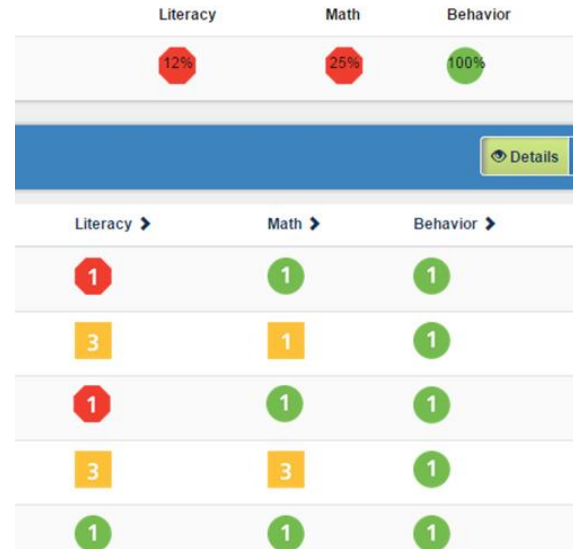 Literacy Math Behavior
12% 25% 100%
Details
Literacy Math Behavior
1 1 1
3 1 1
1 1 1
3 3 1
1 1 1